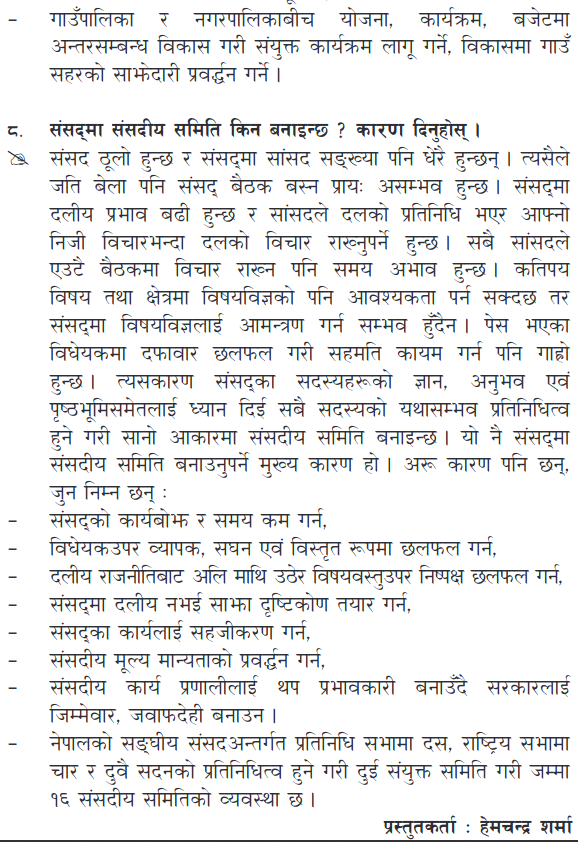 – गाउँपालिका र नगरपालिकाबीच योजना, कार्यक्रम, बजेटमा
अन्तरसम्बन्ध विकास गरी संयुक्त कार्यक्रम लागू गर्ने, विकासमा गाउँ
सहरको साझेदारी प्रवर्द्धन गर्ने ।
८. संसद्‌मा संसदीय समिति किन बनाइन्छ ? कारण दिनुहोस् ।
संसद ठूलो हुन्छ र संसद्‌मा सांसद सङ्ख्या पनि धेरै हुन्छन् । त्यसैले
जति बेला पनि संसद् बैठक बस्न प्रायः असम्भव हुन्छ । संसद्‌मा
दलीय प्रभाव बढी हुन्छ र सांसदले दलको प्रतिनिधि भएर आफ्नो
निजी विचारभन्दा दलको विचार राख्नुपर्ने हुन्छ । सबै सांसदले
एउटै बैठकमा विचार राख्न पनि समय अभाव हुन्छ । कतिपय
विषय तथा क्षेत्रमा विषयविज्ञको पनि आवश्यकता पर्न सक्दछ तर
संसद्‌मा विषयविज्ञलाई आमन्त्रण गर्न सम्भव हुँदैन । पेस भएका
विधेयकमा दफावार छलफल गरी सहमति कायम गर्न पनि गाह्रो
हुन्छ । त्यसकारण संसद्‌का सदस्यहरूको ज्ञान, अनुभव एवं
पृष्ठभूमिसमेतलाई ध्यान दिई सबै सदस्यको यथासम्भव प्रतिनिधित्व
हुने गरी सानो आकारमा संसदीय समिति बनाइन्छ । यो नै संसद्‌मा
संसदीय समिति बनाउनुपर्ने मुख्य कारण हो । अरू कारण पनि छन्,
जुन निम्न छन् :
– संसद्‌को कार्यबोझ र समय कम गर्न,
– विधेयकउपर व्यापक, सघन एवं विस्तृत रूपमा छलफल गर्न,
– दलीय राजनीतिबाट अलि माथि उठेर विषयवस्तुउपर निष्पक्ष छलफल गर्न,
– संसद्‌मा दलीय नभई साझा दृष्टिकोण तयार गर्न,
– संसद्‌का कार्यलाई सहजीकरण गर्न,
– संसदीय मूल्य मान्यताको प्रवर्द्धन गर्न,
– संसदीय कार्य प्रणालीलाई थप प्रभावकारी बनाउँदै सरकारलाई
जिम्मेवार, जवाफदेही बनाउन ।
– नेपालको सङ्घीय संसदअन्तर्गत प्रतिनिधि सभामा दस, राष्ट्रिय सभामा
चार र दुवै सदनको प्रतिनिधित्व हुने गरी दुई संयुक्त समिति गरी जम्मा
१६ संसदीय समितिको व्यवस्था छ ।
प्रस्तुतकर्ता : हेमचन्द्र शर्मा